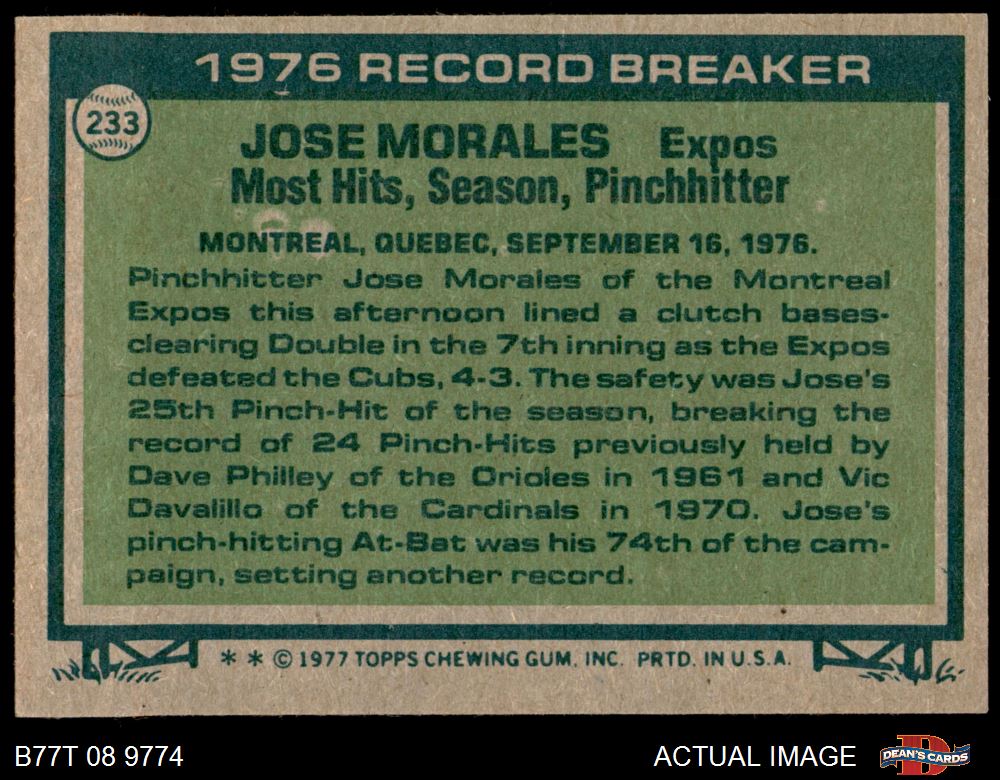 1976 RECORD BREAKER
233
JOSE MORALES Expos
Most Hits, Season, Pinchhitter
MONTREAL, QUEBEC, SEPTEMBER 16, 1976.
Pinchhitter Jose Morales of the Montreal
Expos this afternoon lined a clutch bases-
clearing Double in the 7th inning as the Expos
defeated the Cubs, 4-3. The safety was Jose's
25th Pinch-Hit of the season, breaking the
record of 24 Pinch-Hits previously held by
Dave Philley of the Orioles in 1961 and Vic
Davalillo of the Cardinals in 1970. Jose's
pinch-hitting At-Bat was his 74th of the cam-
paign, setting another record.
* * © 1977 TOPPS CHEWING GUM, INC. PRTD. IN U.S.A.
B77T 08 9774
ACTUAL IMAGE
D
DEAN'S CARDS